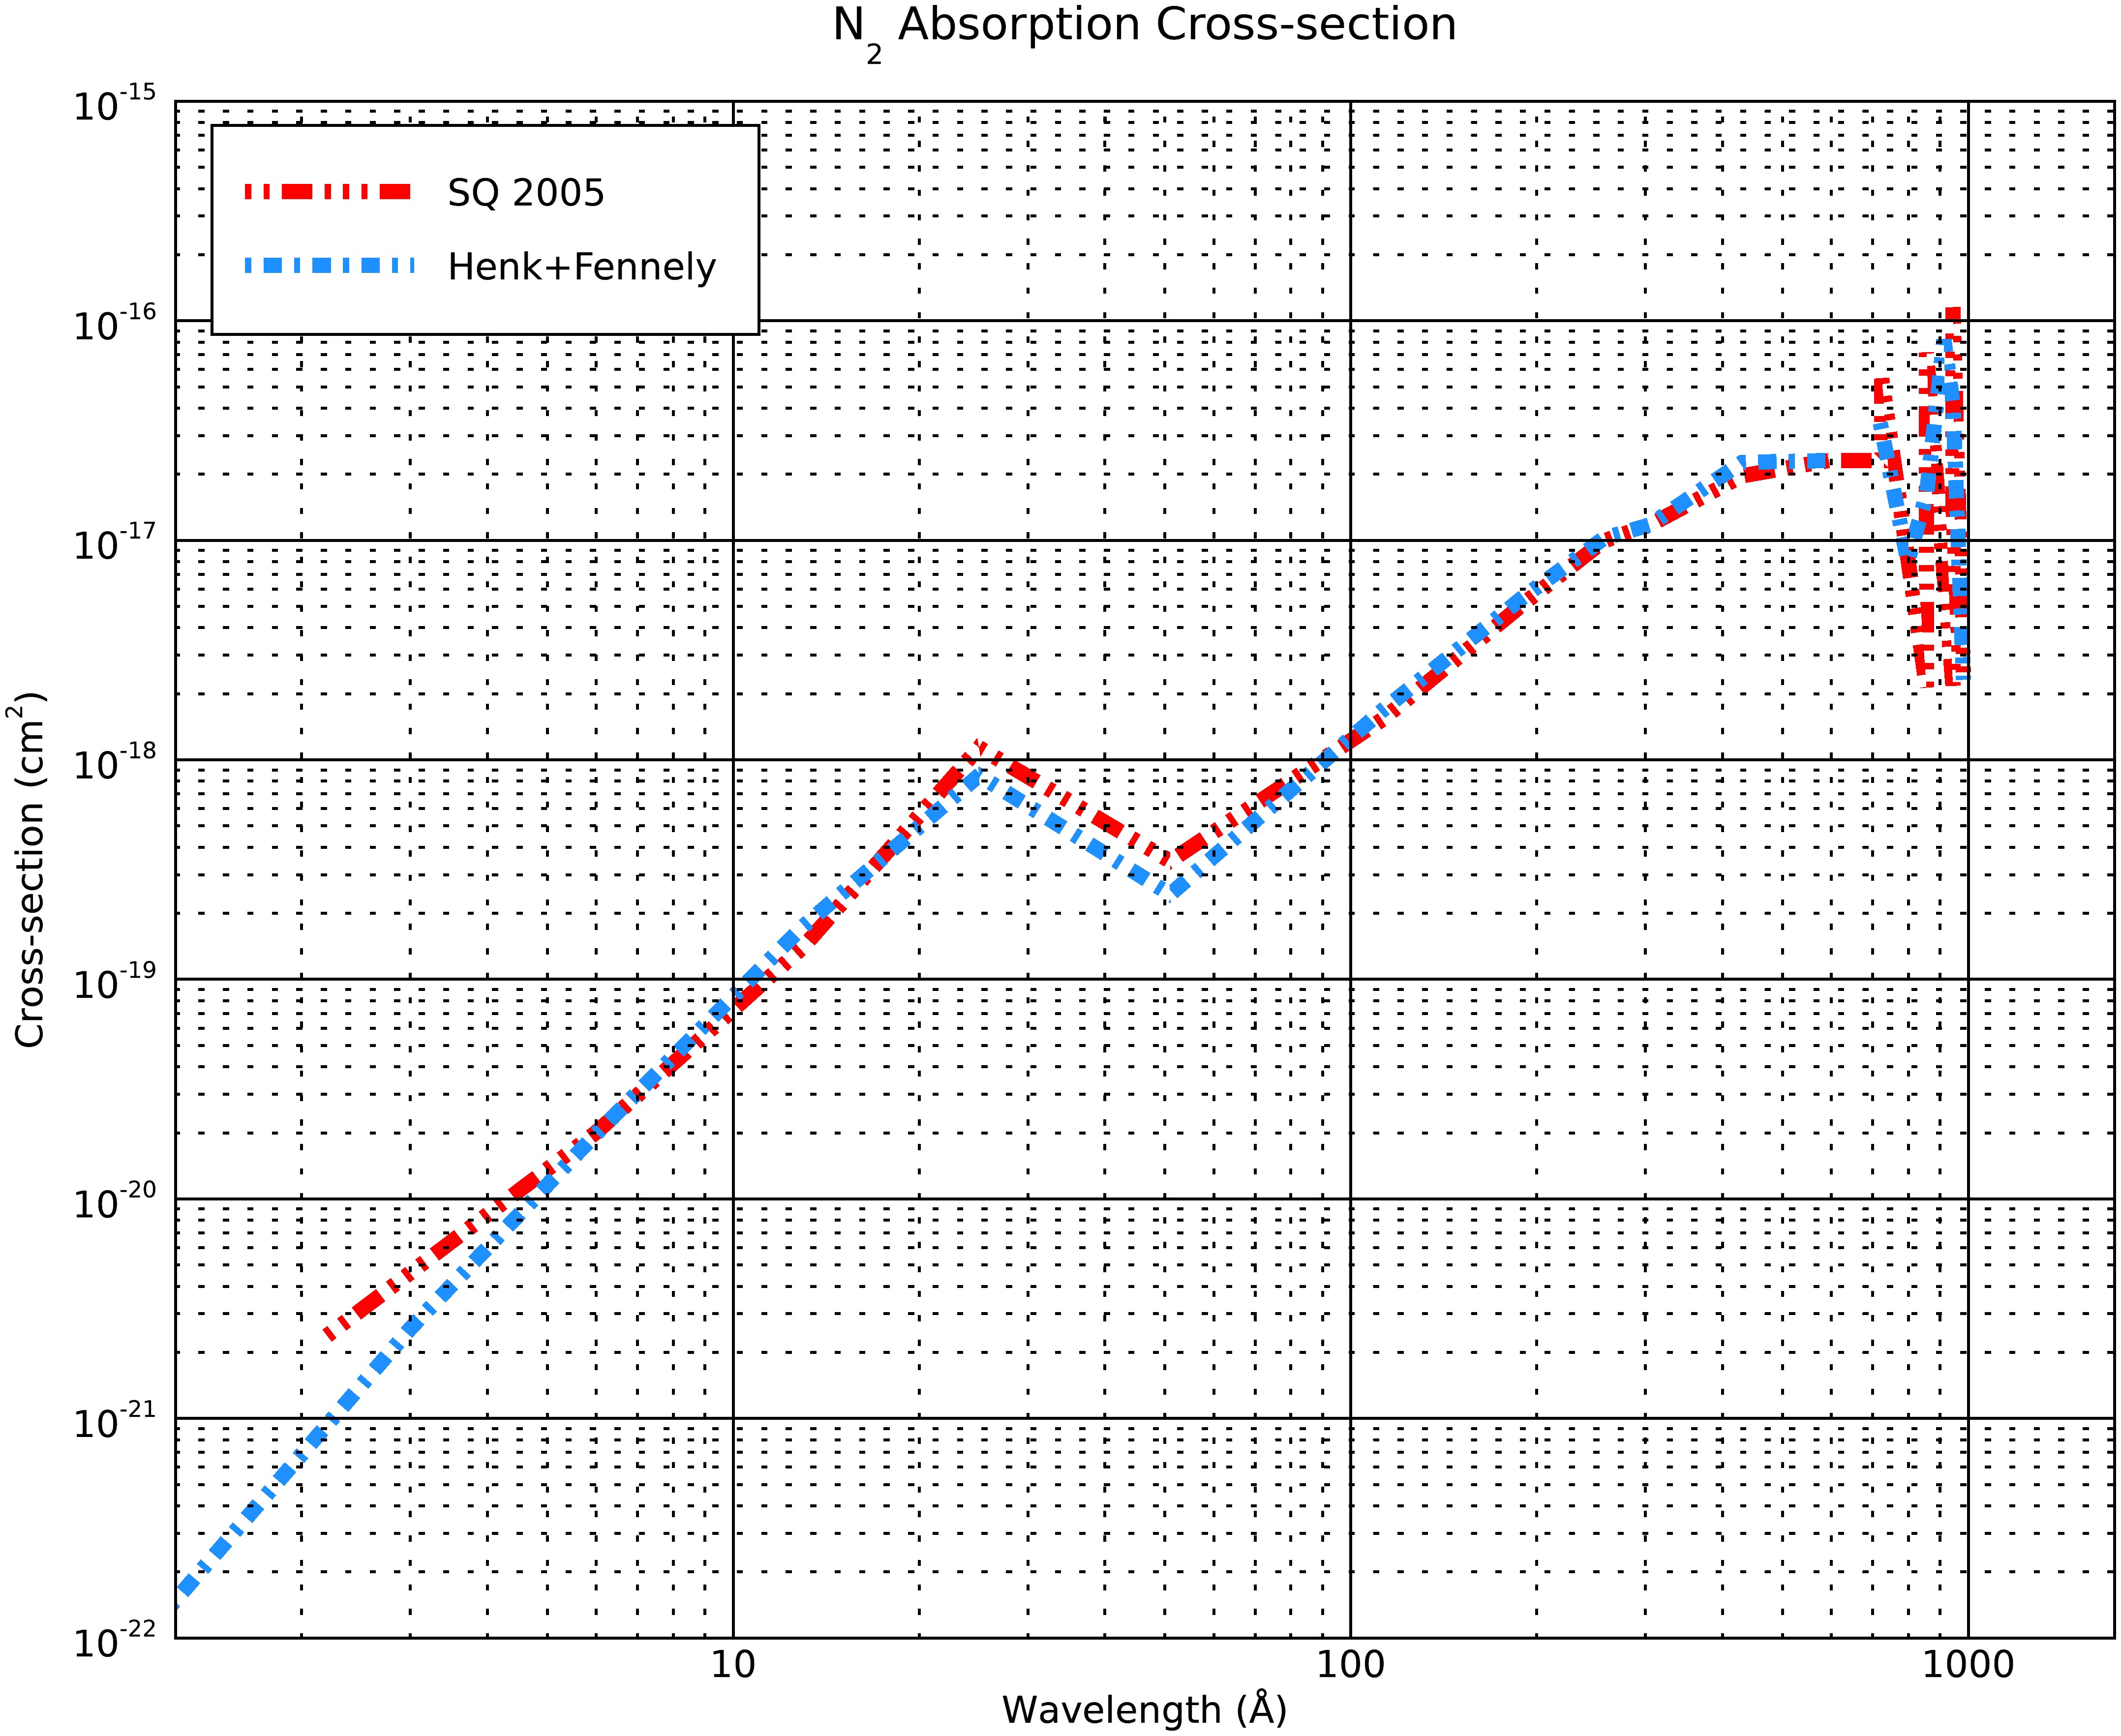 N₂ Absorption Cross-section
10⁻¹⁵
SQ 2005
Henk+Fennely
10⁻¹⁶
10⁻¹⁷
10⁻¹⁸
10⁻¹⁹
10⁻²⁰
10⁻²¹
10⁻²²
Cross-section (cm²)
10 100 1000
Wavelength (Å)